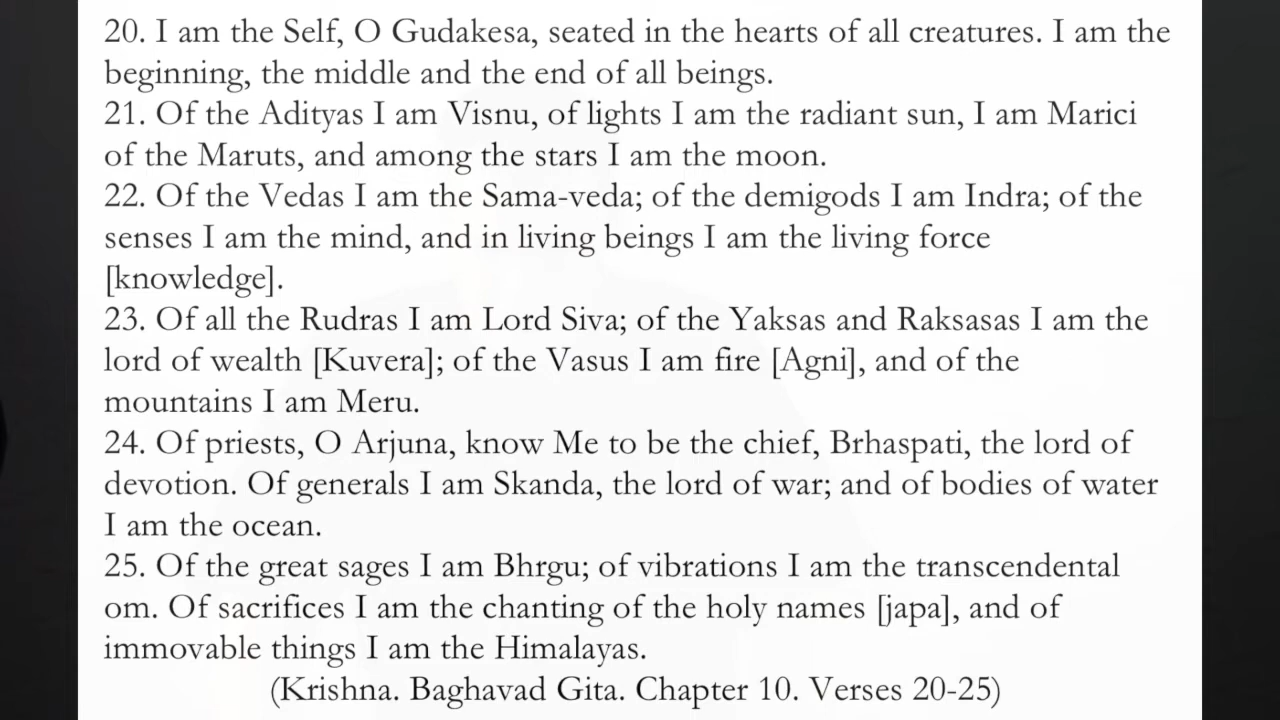 20. I am the Self, O Gudakesa, seated in the hearts of all creatures. I am the
beginning, the middle and the end of all beings.
21. Of the Adityas I am Visnu, of lights I am the radiant sun, I am Marici
of the Maruts, and among the stars I am the moon.
22. Of the Vedas I am the Sama-veda; of the demigods I am Indra; of the
senses I am the mind, and in living beings I am the living force
[knowledge].
23. Of all the Rudras I am Lord Siva; of the Yaksas and Raksasas I am the
lord of wealth [Kuvera]; of the Vasus I am fire [Agni], and of the
mountains I am Meru.
24. Of priests, O Arjuna, know Me to be the chief, Brhaspati, the lord of
devotion. Of generals I am Skanda, the lord of war; and of bodies of water
I am the ocean.
25. Of the great sages I am Bhrgu; of vibrations I am the transcendental
om. Of sacrifices I am the chanting of the holy names [japa], and of
immovable things I am the Himalayas.
(Krishna. Baghavad Gita. Chapter 10. Verses 20-25)